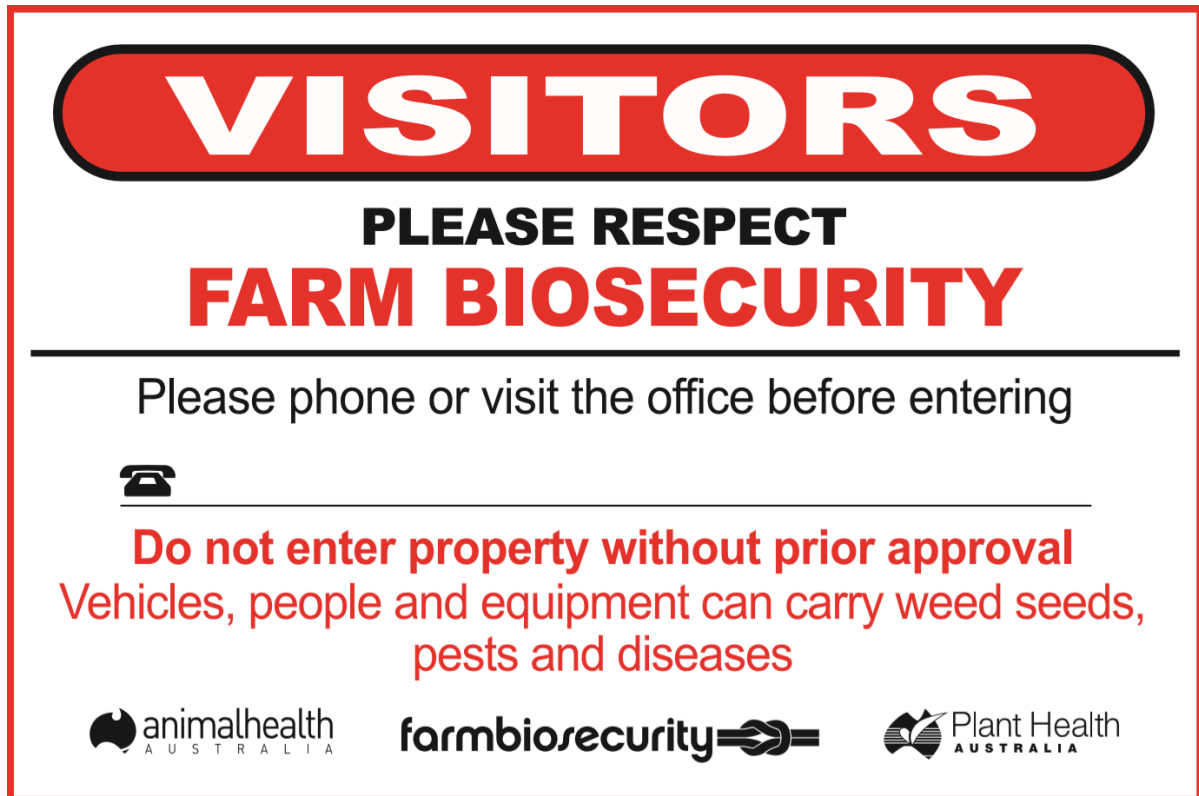 VISITORS
PLEASE RESPECT
FARM BIOSECURITY
Please phone or visit the office before entering
Do not enter property without prior approval
Vehicles, people and equipment can carry weed seeds,
pests and diseases
animalhealth
AUSTRALIA
farmbiosecurity
Plant Health
AUSTRALIA